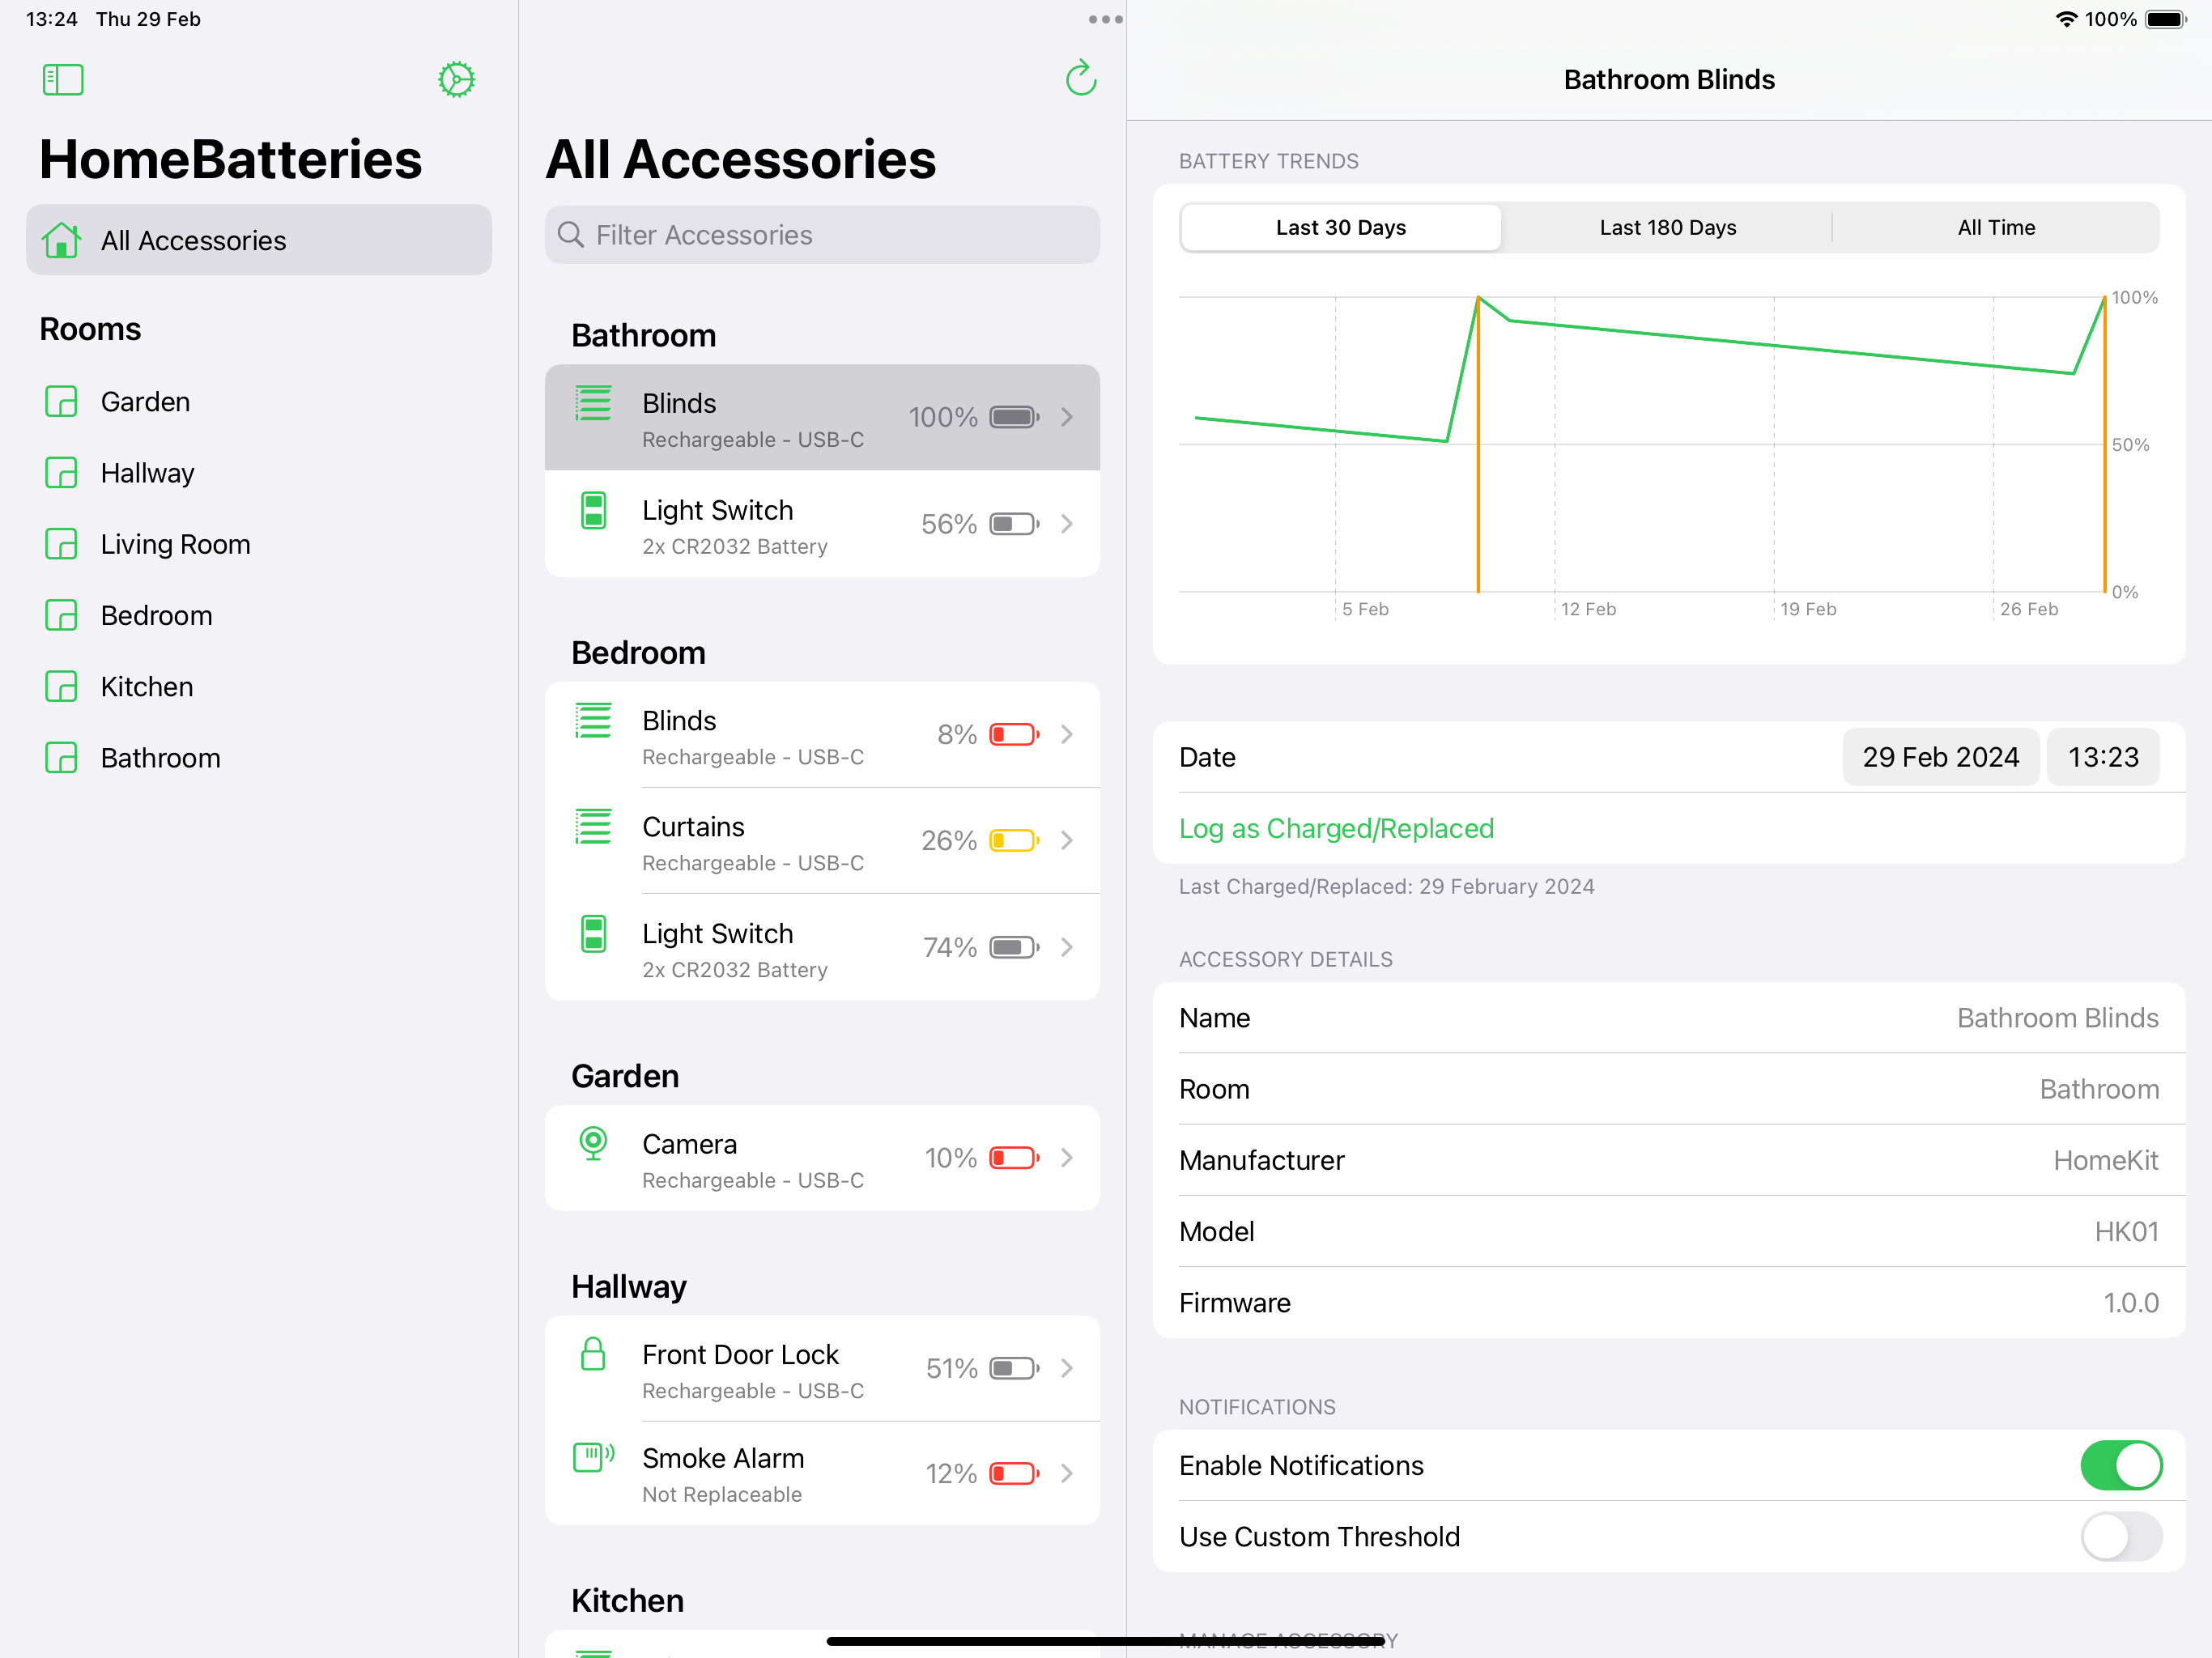 13:24 Thu 29 Feb
100%
HomeBatteries
All Accessories
Rooms
Garden
Hallway
Living Room
Bedroom
Kitchen
Bathroom
All Accessories
Filter Accessories
Bathroom
Blinds
Rechargeable - USB-C
100%
Light Switch
2x CR2032 Battery
56%
Bedroom
Blinds
Rechargeable - USB-C
8%
Curtains
Rechargeable - USB-C
26%
Light Switch
2x CR2032 Battery
74%
Garden
Camera
Rechargeable - USB-C
10%
Hallway
Front Door Lock
Rechargeable - USB-C
51%
Smoke Alarm
Not Replaceable
12%
Kitchen
Bathroom Blinds
BATTERY TRENDS
Last 30 Days
Last 180 Days
All Time
100%
50%
0%
5 Feb
12 Feb
19 Feb
26 Feb
Date
29 Feb 2024
13:23
Log as Charged/Replaced
Last Charged/Replaced: 29 February 2024
ACCESSORY DETAILS
Name
Bathroom Blinds
Room
Bathroom
Manufacturer
HomeKit
Model
HK01
Firmware
1.0.0
NOTIFICATIONS
Enable Notifications
Use Custom Threshold
MANAGE ACCESSORY